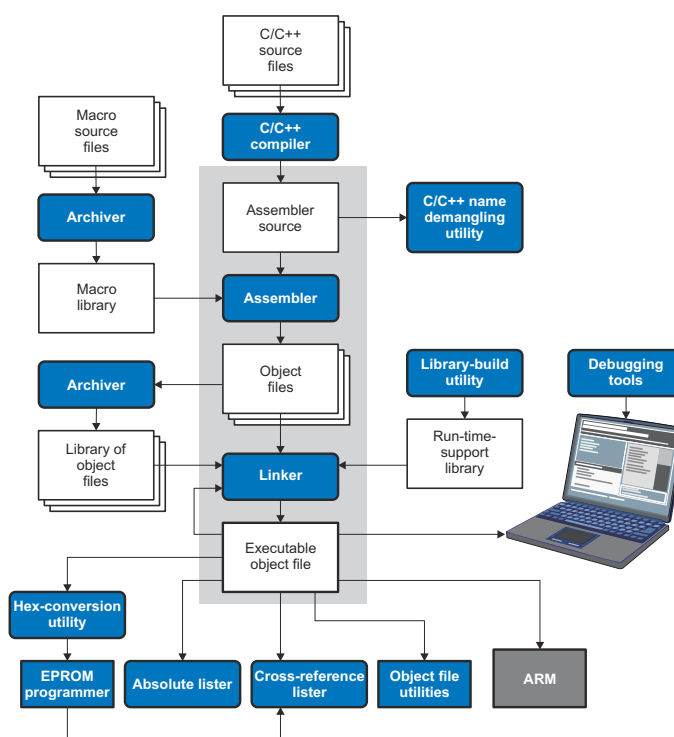 C/C++
source
files
Macro
source
files
C/C++
compiler
Archiver
Assembler
source
C/C++ name
demangling
utility
Macro
library
Assembler
Archiver
Object
files
Library-build
utility
Debugging
tools
Library of
object
files
Linker
Run-time-
support
library
Executable
object file
Hex-conversion
utility
EPROM
programmer
Absolute lister
Cross-reference
lister
Object file
utilities
ARM